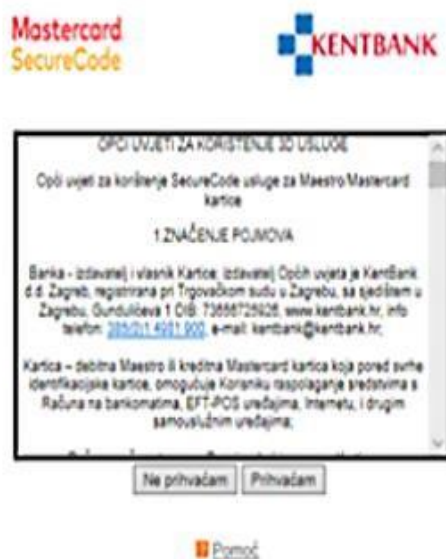 Mastercard
SecureCode
KENTBANK
OPĆI UVJETI ZA KORIŠTENJE 3D USLUGE
Opći uvjeti za korištenje SecureCode usluge za Maestro/Mastercard
kartice
1.ZNAČENJE POJMOVA
Banka - izdavatelj i vlasnik Kartice, izdavatelj Općih uvjeta je KentBank
d.d. Zagreb, registrirana pri Trgovačkom sudu u Zagrebu, sa sjedištem u
Zagrebu, Gundulićeva 1 OIB: 73656725926, www.kentbank.hr, info
telefon: 385(0)1 4981 900, e-mail: kentbank@kentbank.hr;
Kartica – debitna Maestro ili kreditna Mastercard kartica koja pored svrhe
identifikacijske kartice, omogućuje Korisniku raspolaganje sredstvima s
Računa na bankomatima, EFT-POS uređajima, Internetu, i drugim
samouslužnim uređajima;
Ne prihvaćam Prihvaćam
Pomoć